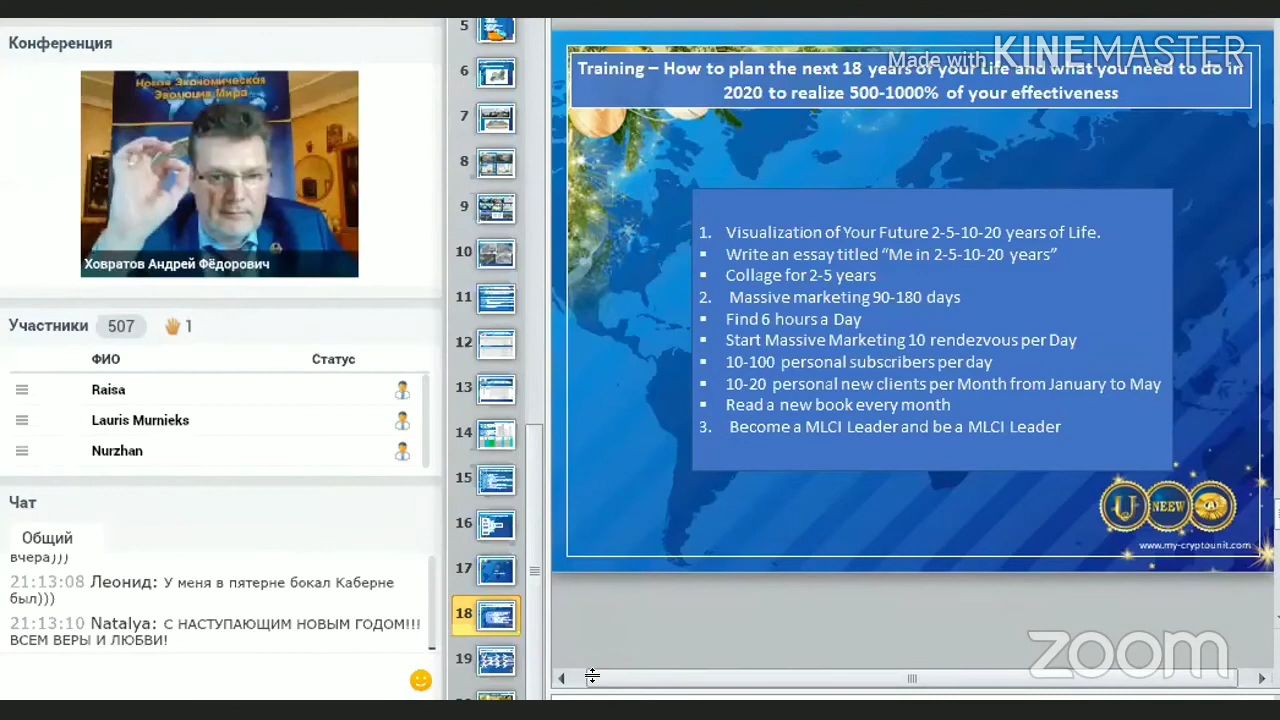 Конференция
Новая Экономическая
Эволюция Мира
Ховратов Андрей Фёдорович
Участники 507 1
ФИО Статус
Raisa
Lauris Murnieks
Nurzhan
Чат
Общий
вчера)))
21:13:08 Леонид: У меня в пятерне бокал Каберне
был)))
21:13:10 Natalya: С НАСТУПАЮЩИМ НОВЫМ ГОДОМ!!!
ВСЕМ ВЕРЫ И ЛЮБВИ!
5
6
7
8
9
10
11
12
13
14
15
16
17
18
19
Made with KINEMASTER
Training – How to plan the next 18 years of your Life and what you need to do in
2020 to realize 500-1000% of your effectiveness
1. Visualization of Your Future 2-5-10-20 years of Life.
▪ Write an essay titled “Me in 2-5-10-20 years”
▪ Collage for 2-5 years
2. Massive marketing 90-180 days
▪ Find 6 hours a Day
▪ Start Massive Marketing 10 rendezvous per Day
▪ 10-100 personal subscribers per day
▪ 10-20 personal new clients per Month from January to May
▪ Read a new book every month
3. Become a MLCI Leader and be a MLCI Leader
U NEEW
www.my-cryptounit.com
zoom